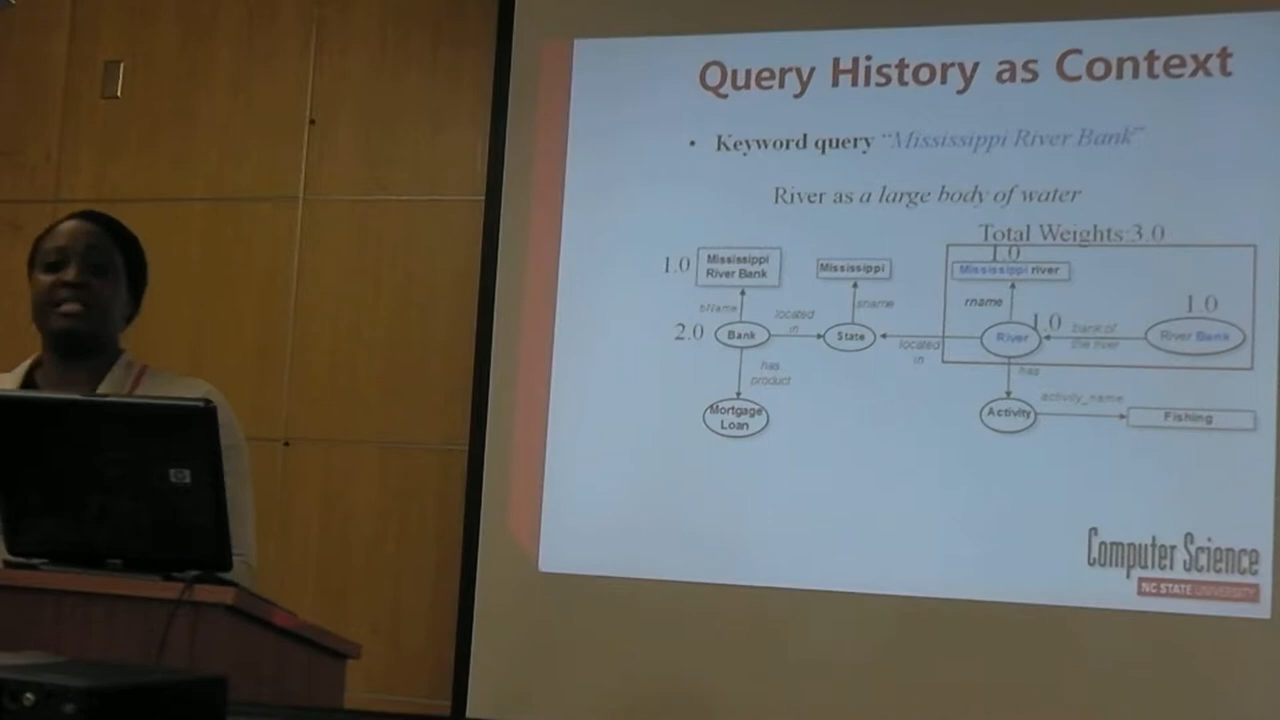 Query History as Context
• Keyword query "Mississippi River Bank"
River as a large body of water
Total Weights:3.0
1.0
1.0
Mississippi
River Bank
Mississippi
Mississippi river
bName
sname
rname
1.0
1.0
2.0
Bank
located
in
State
located
in
River
bank of
the river
River Bank
has
product
has
Mortgage
Loan
Activity
activity_name
Fishing
Computer Science
NC STATE UNIVERSITY
hp